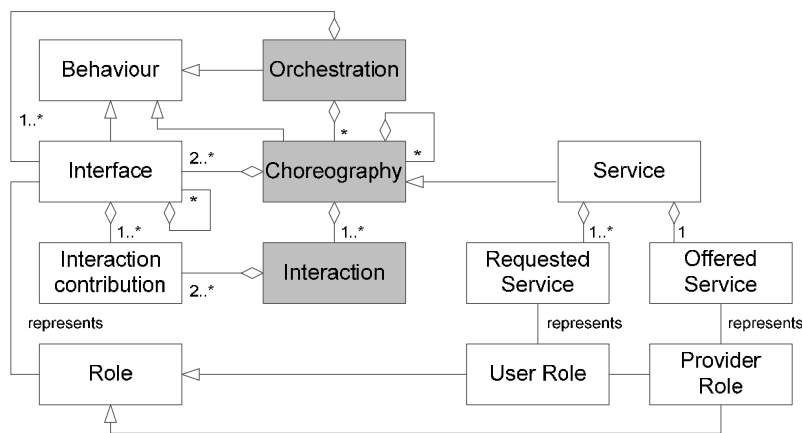 Behaviour
Orchestration
1..*
*
2..*
*
Interface
Choreography
Service
*
1..*
1..*
1..*
1
Interaction
contribution
Interaction
Requested
Service
Offered
Service
2..*
represents
represents
represents
Role
User Role
Provider
Role